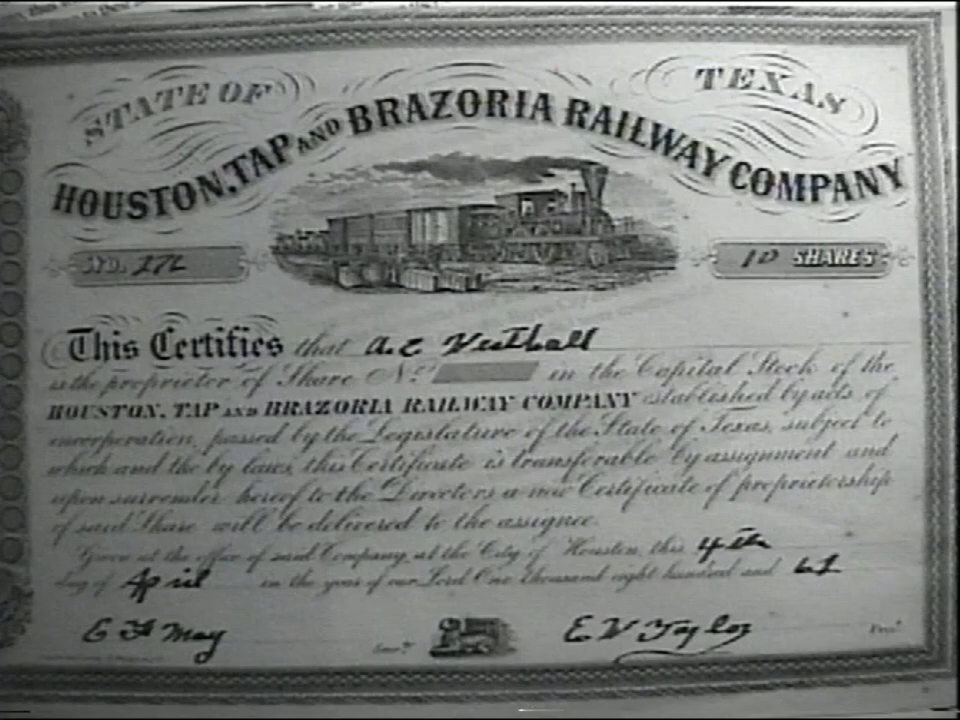 STATE OF TEXAS
HOUSTON, TAP AND BRAZORIA RAILWAY COMPANY
NO. 276
10 SHARES
This Certifies that A. E. Westhall
is the proprietor of Share No. in the Capital Stock of the
HOUSTON, TAP AND BRAZORIA RAILWAY COMPANY established by acts of
incorporation, passed by the Legislature of the State of Texas, subject to
which and the by laws, this Certificate is transferable by assignment and
upon surrender hereof to the Directors a new Certificate of proprietorship
of said Share will be delivered to the assignee.
Given at the office of said Company, at the City of Houston, this 4th
day of April in the year of our Lord One thousand eight hundred and 61
E F May
Secy
E W Taylor
Prest